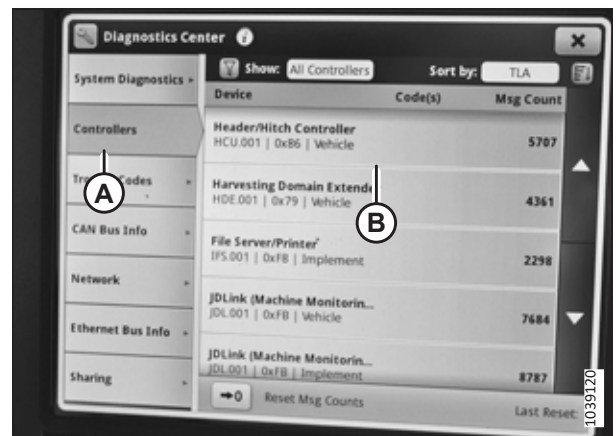 Diagnostics Center
Show: All Controllers Sort by: TLA
System Diagnostics
Device Code(s) Msg Count
Controllers
Header/Hitch Controller
HCU.001 | 0xB6 | Vehicle 5707
A
Codes
Harvesting Domain Extende
HDE.001 | 0x79 | Vehicle 4361
B
CAN Bus Info
File Server/Printer
IFS.001 | 0xFB | Implement 2298
Network
JDLink (Machine Monitorin...
JDL.001 | 0xFB | Vehicle 7684
Ethernet Bus Info
JDLink (Machine Monitorin...
JDL.001 | 0xFB | Implement 8787
Sharing
→0 Reset Msg Counts
Last Reset:
1039120